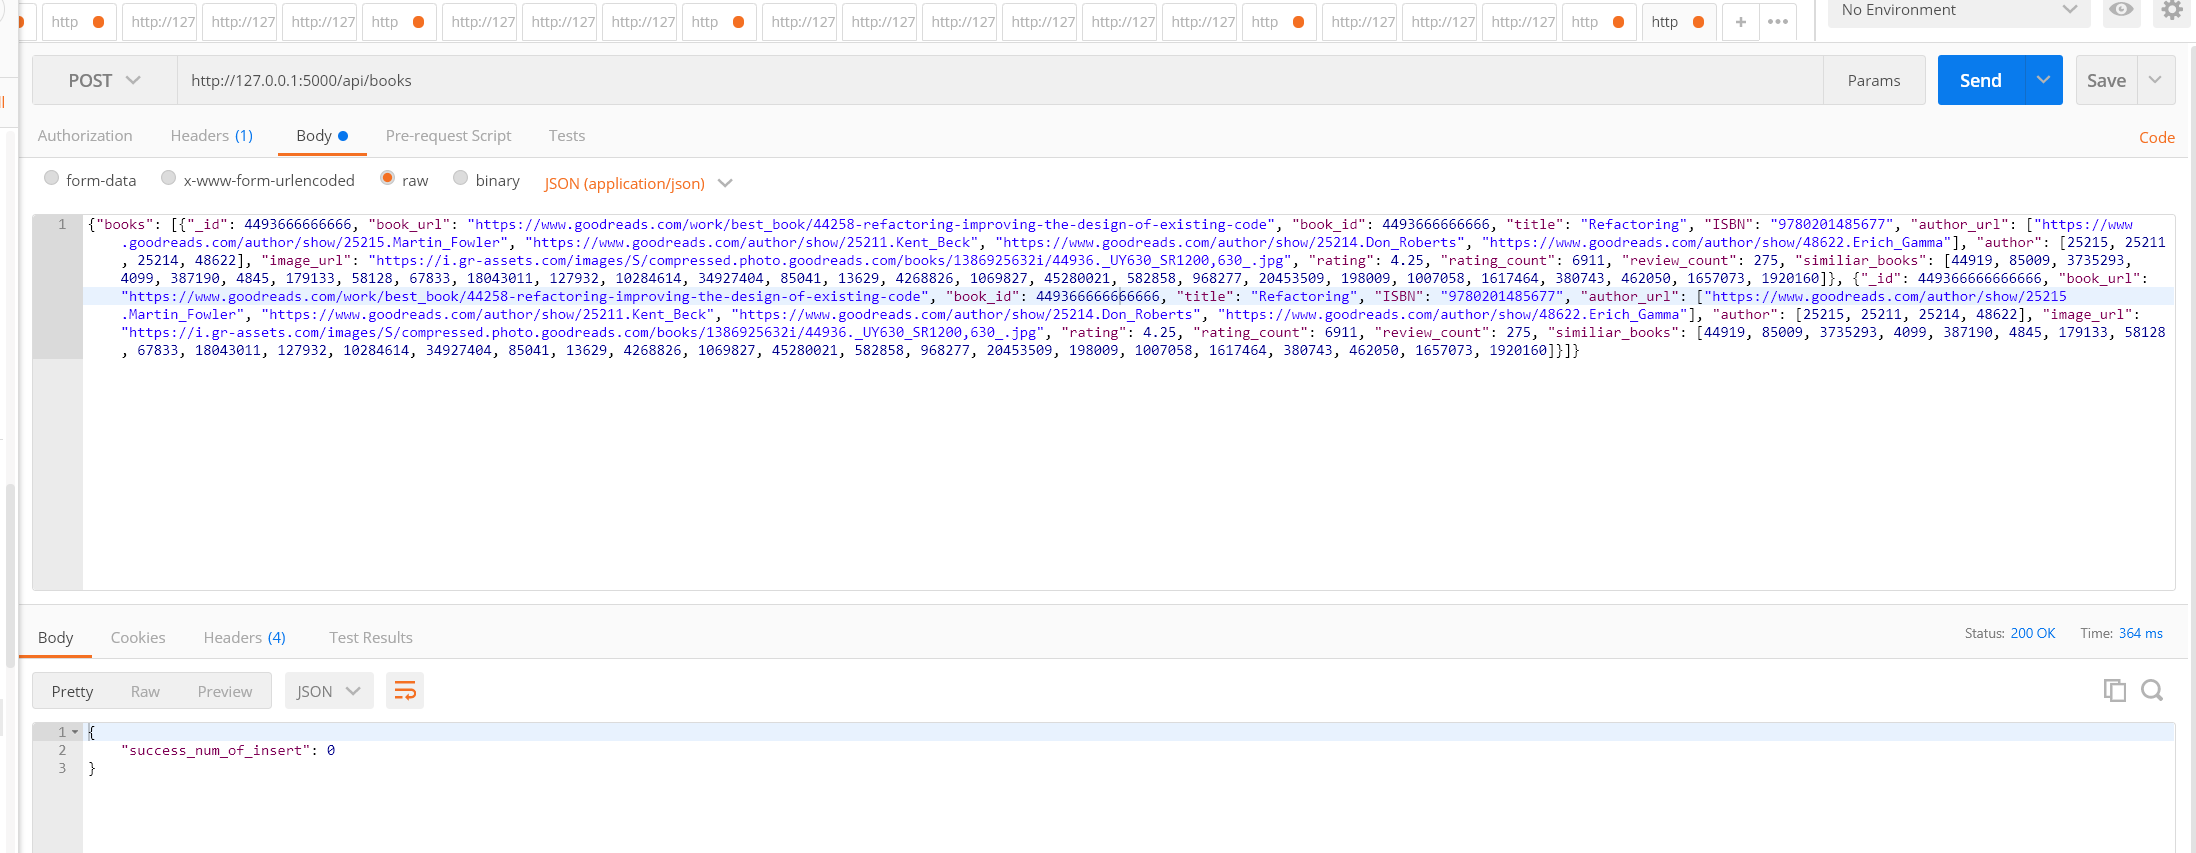 http http://127 http://127 http://127 http http://127 http://127 http://127 http http://127 http://127 http://127 http://127 http://127 http://127 http http://127 http://127 http://127 http http + •••
No Environment
POST http://127.0.0.1:5000/api/books Params Send Save
Authorization Headers (1) Body Pre-request Script Tests Code
form-data x-www-form-urlencoded raw binary JSON (application/json)
1 {"books": [{"_id": 4493666666666, "book_url": "https://www.goodreads.com/work/best_book/44258-refactoring-improving-the-design-of-existing-code", "book_id": 4493666666666, "title": "Refactoring", "ISBN": "9780201485677", "author_url": ["https://www
.goodreads.com/author/show/25215.Martin_Fowler", "https://www.goodreads.com/author/show/25211.Kent_Beck", "https://www.goodreads.com/author/show/25214.Don_Roberts", "https://www.goodreads.com/author/show/48622.Erich_Gamma"], "author": [25215, 25211
, 25214, 48622], "image_url": "https://i.gr-assets.com/images/S/compressed.photo.goodreads.com/books/1386925632i/44936._UY630_SR1200,630_.jpg", "rating": 4.25, "rating_count": 6911, "review_count": 275, "similiar_books": [44919, 85009, 3735293,
4099, 387190, 4845, 179133, 58128, 67833, 18043011, 127932, 10284614, 34927404, 85041, 13629, 4268826, 1069827, 45280021, 582858, 968277, 20453509, 198009, 1007058, 1617464, 380743, 462050, 1657073, 1920160]}, {"_id": 449366666666666, "book_url":
"https://www.goodreads.com/work/best_book/44258-refactoring-improving-the-design-of-existing-code", "book_id": 449366666666666, "title": "Refactoring", "ISBN": "9780201485677", "author_url": ["https://www.goodreads.com/author/show/25215
.Martin_Fowler", "https://www.goodreads.com/author/show/25211.Kent_Beck", "https://www.goodreads.com/author/show/25214.Don_Roberts", "https://www.goodreads.com/author/show/48622.Erich_Gamma"], "author": [25215, 25211, 25214, 48622], "image_url":
"https://i.gr-assets.com/images/S/compressed.photo.goodreads.com/books/1386925632i/44936._UY630_SR1200,630_.jpg", "rating": 4.25, "rating_count": 6911, "review_count": 275, "similiar_books": [44919, 85009, 3735293, 4099, 387190, 4845, 179133, 58128
, 67833, 18043011, 127932, 10284614, 34927404, 85041, 13629, 4268826, 1069827, 45280021, 582858, 968277, 20453509, 198009, 1007058, 1617464, 380743, 462050, 1657073, 1920160]}]}
Body Cookies Headers (4) Test Results Status: 200 OK Time: 364 ms
Pretty Raw Preview JSON
1 {
2 "success_num_of_insert": 0
3 }